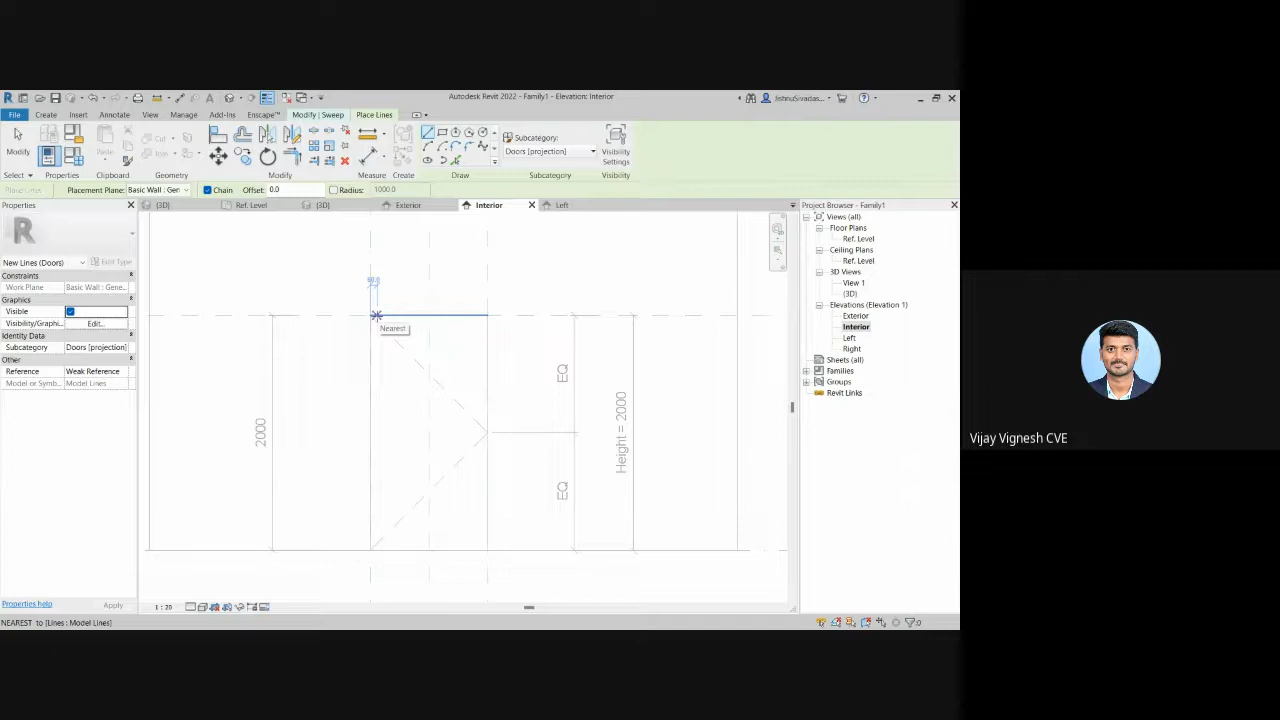 Autodesk Revit 2022 - Family1 - Elevation: Interior
JishnuSivadas...
File Create Insert Annotate View Manage Add-Ins Enscape™ Modify | Sweep Place Lines
Modify
Cut
Join
Paste
Subcategory:
Doors [projection]
Visibility
Settings
Select Properties Clipboard Geometry Modify Measure Create Draw Subcategory Visibility
Place Lines Placement Plane: Basic Wall : Gen Chain Offset: 0.0 Radius: 1000.0
Properties
(3D) Ref. Level (3D) Exterior Interior Left
Project Browser - Family1
R
New Lines (Doors) Edit Type
Constraints
Work Plane Basic Wall : Gene...
Graphics
Visible
Visibility/Graphi... Edit...
Identity Data
Subcategory Doors [projection]
Other
Reference Weak Reference
Model or Symb... Model Lines
Properties help Apply
Nearest
2000
EQ
EQ
Height = 2000
1 : 20
Views (all)
Floor Plans
Ref. Level
Ceiling Plans
Ref. Level
3D Views
View 1
(3D)
Elevations (Elevation 1)
Exterior
Interior
Left
Right
Sheets (all)
Families
Groups
Revit Links
NEAREST to [Lines : Model Lines]
:0
Vijay Vignesh CVE